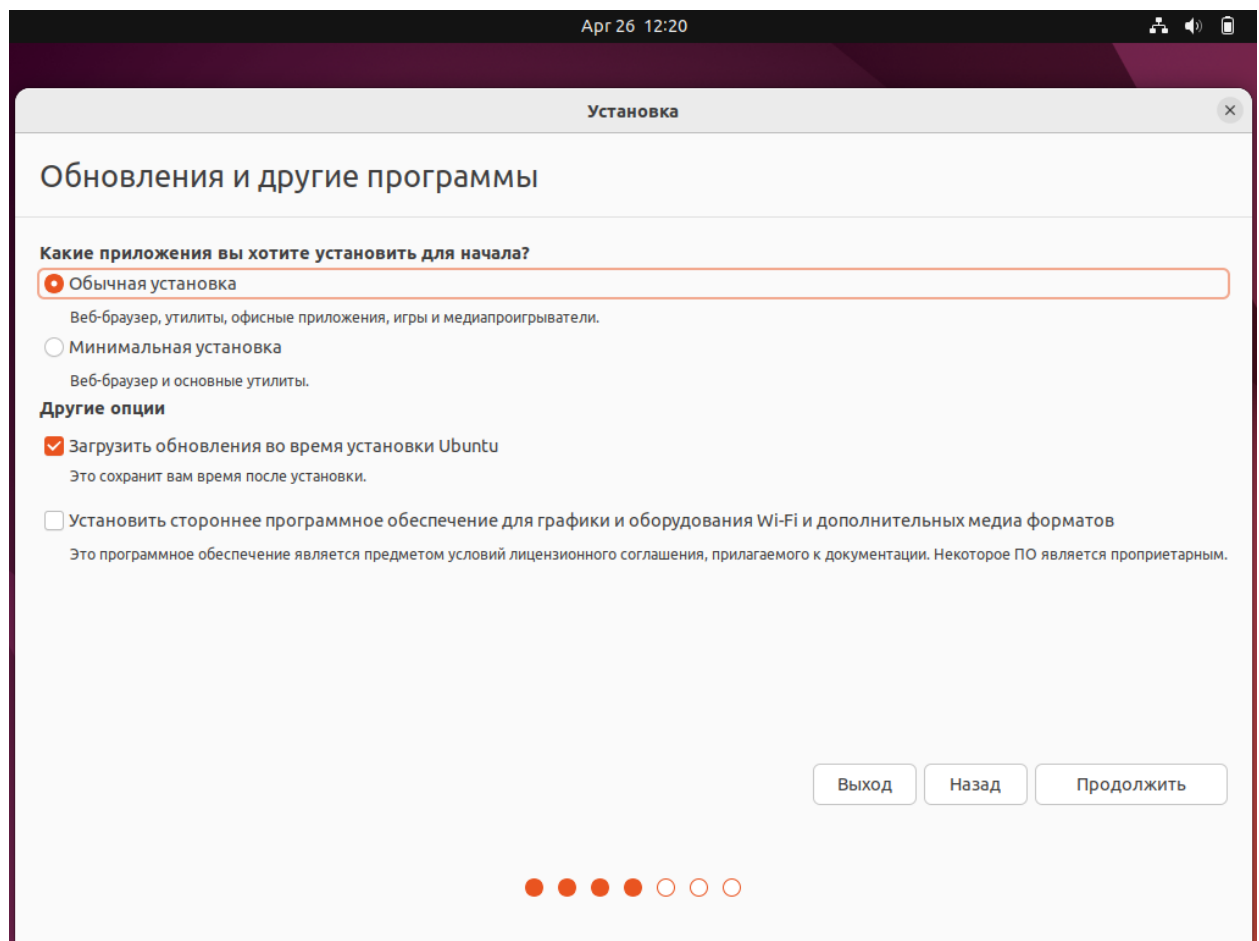 Apr 26 12:20
Установка
Обновления и другие программы
Какие приложения вы хотите установить для начала?
Обычная установка
Веб-браузер, утилиты, офисные приложения, игры и медиапроигрыватели.
Минимальная установка
Веб-браузер и основные утилиты.
Другие опции
Загрузить обновления во время установки Ubuntu
Это сохранит вам время после установки.
Установить стороннее программное обеспечение для графики и оборудования Wi-Fi и дополнительных медиа форматов
Это программное обеспечение является предметом условий лицензионного соглашения, прилагаемого к документации. Некоторое ПО является проприетарным.
Выход Назад Продолжить